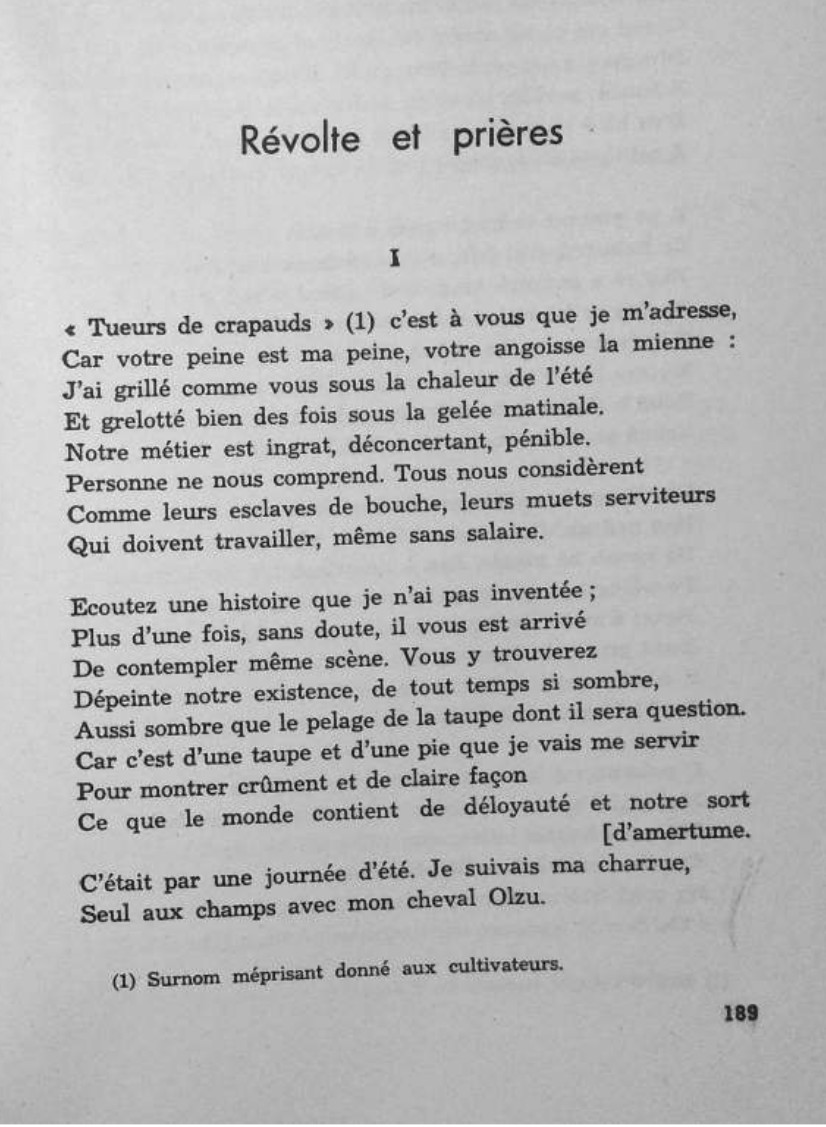 Révolte et prières
I
« Tueurs de crapauds » (1) c'est à vous que je m'adresse,
Car votre peine est ma peine, votre angoisse la mienne :
J'ai grillé comme vous sous la chaleur de l'été
Et grelotté bien des fois sous la gelée matinale.
Notre métier est ingrat, déconcertant, pénible.
Personne ne nous comprend. Tous nous considèrent
Comme leurs esclaves de bouche, leurs muets serviteurs
Qui doivent travailler, même sans salaire.
Ecoutez une histoire que je n'ai pas inventée ;
Plus d'une fois, sans doute, il vous est arrivé
De contempler même scène. Vous y trouverez
Dépeinte notre existence, de tout temps si sombre,
Aussi sombre que le pelage de la taupe dont il sera question.
Car c'est d'une taupe et d'une pie que je vais me servir
Pour montrer crûment et de claire façon
Ce que le monde contient de déloyauté et notre sort
[d'amertume.
C'était par une journée d'été. Je suivais ma charrue,
Seul aux champs avec mon cheval Olzu.
(1) Surnom méprisant donné aux cultivateurs.
189